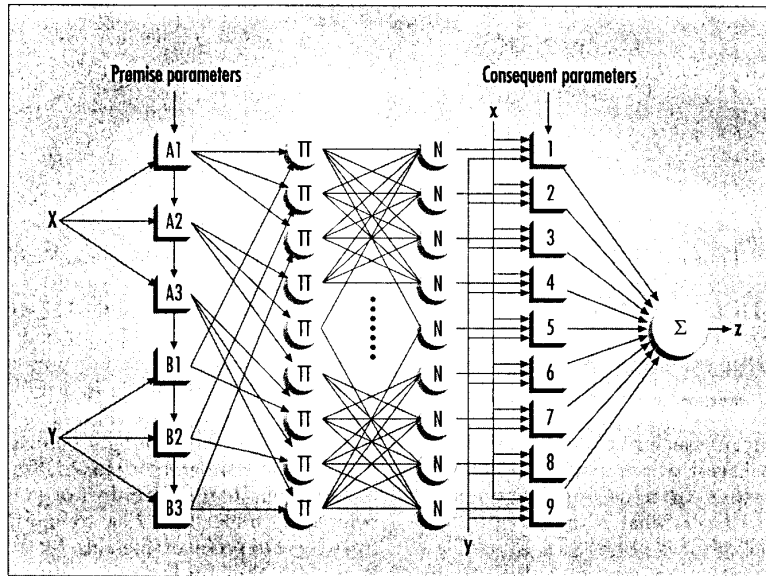 Premise parameters
Consequent parameters
x
A1
A2
A3
B1
B2
B3
X
Y
π
π
π
π
π
π
π
π
π
N
N
N
N
N
N
N
N
N
1
2
3
4
5
6
7
8
9
Σ
z
y